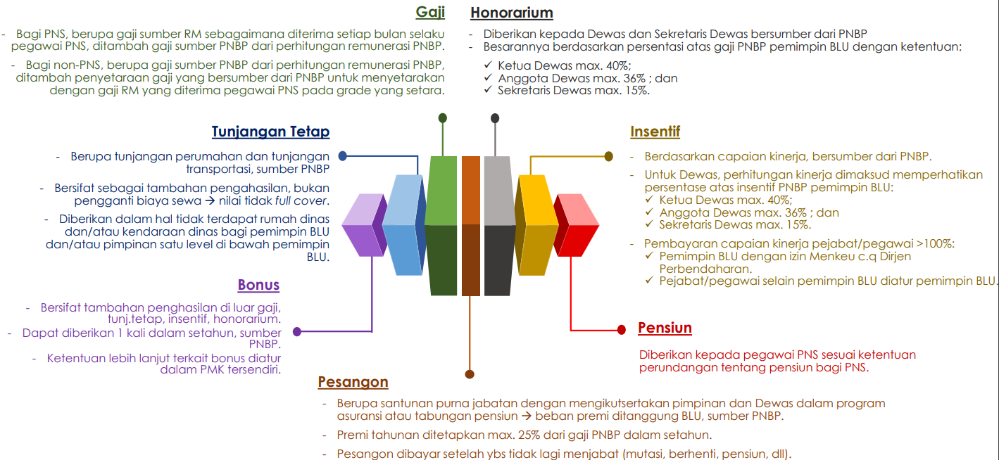 Gaji
- Bagi PNS, berupa gaji sumber RM sebagaimana diterima setiap bulan selaku
pegawai PNS, ditambah gaji sumber PNBP dari perhitungan remunerasi PNBP.
- Bagi non-PNS, berupa gaji sumber PNBP dari perhitungan remunerasi PNBP,
ditambah penyetaraan gaji yang bersumber dari PNBP untuk menyetarakan
dengan gaji RM yang diterima pegawai PNS pada grade yang setara.
Honorarium
- Diberikan kepada Dewas dan Sekretaris Dewas bersumber dari PNBP
- Besarannya berdasarkan persentasi atas gaji PNBP pemimpin BLU dengan ketentuan:
✓ Ketua Dewas max. 40%;
✓ Anggota Dewas max. 36% ; dan
✓ Sekretaris Dewas max. 15%.
Tunjangan Tetap
- Berupa tunjangan perumahan dan tunjangan
transportasi, sumber PNBP
- Bersifat sebagai tambahan pengahasilan, bukan
pengganti biaya sewa → nilai tidak full cover.
- Diberikan dalam hal tidak terdapat rumah dinas
dan/atau kendaraan dinas bagi pemimpin BLU
dan/atau pimpinan satu level di bawah pemimpin
BLU.
Insentif
- Berdasarkan capaian kinerja, bersumber dari PNBP.
- Untuk Dewas, perhitungan kinerja dimaksud memperhatikan
persentase atas insentif PNBP pemimpin BLU:
✓ Ketua Dewas max. 40%;
✓ Anggota Dewas max. 36% ; dan
✓ Sekretaris Dewas max. 15%.
- Pembayaran capaian kinerja pejabat/pegawai >100%:
✓ Pemimpin BLU dengan izin Menkeu c.q Dirjen
Perbendaharan.
✓ Pejabat/pegawai selain pemimpin BLU diatur pemimpin BLU.
Bonus
- Bersifat tambahan penghasilan di luar gaji,
tunj.tetap, insentif, honorarium.
- Dapat diberikan 1 kali dalam setahun, sumber
PNBP.
- Ketentuan lebih lanjut terkait bonus diatur
dalam PMK tersendiri.
Pensiun
Diberikan kepada pegawai PNS sesuai ketentuan
perundangan tentang pensiun bagi PNS.
Pesangon
- Berupa santunan purna jabatan dengan mengikutsertakan pimpinan dan Dewas dalam program
asuransi atau tabungan pensiun → beban premi ditanggung BLU, sumber PNBP.
- Premi tahunan ditetapkan max. 25% dari gaji PNBP dalam setahun.
- Pesangon dibayar setelah ybs tidak lagi menjabat (mutasi, berhenti, pensiun, dll).